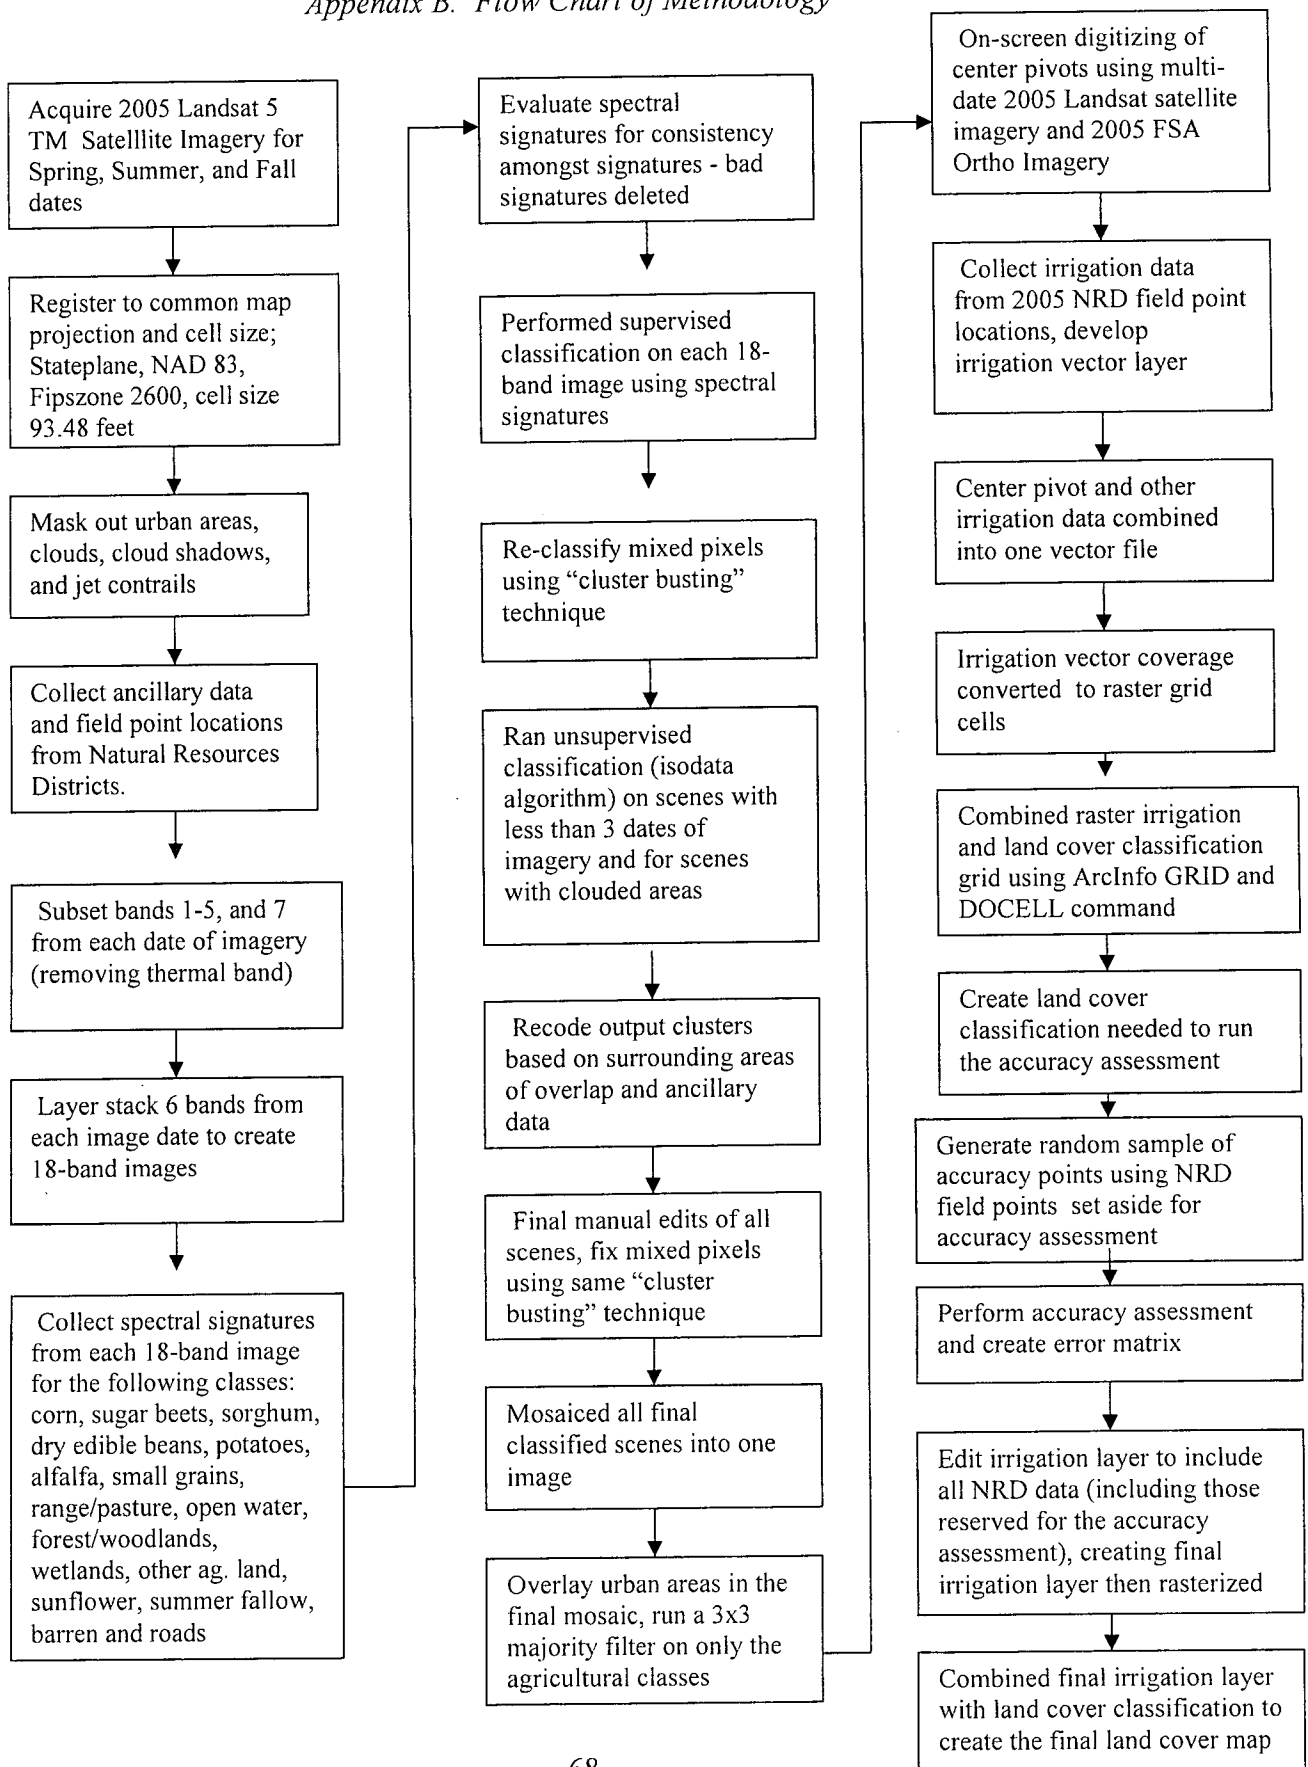 Appendix B. Flow Chart of Methodology
Acquire 2005 Landsat 5
TM Satelllite Imagery for
Spring, Summer, and Fall
dates
Register to common map
projection and cell size;
Stateplane, NAD 83,
Fipszone 2600, cell size
93.48 feet
Mask out urban areas,
clouds, cloud shadows,
and jet contrails
Collect ancillary data
and field point locations
from Natural Resources
Districts.
Subset bands 1-5, and 7
from each date of imagery
(removing thermal band)
Layer stack 6 bands from
each image date to create
18-band images
Collect spectral signatures
from each 18-band image
for the following classes:
corn, sugar beets, sorghum,
dry edible beans, potatoes,
alfalfa, small grains,
range/pasture, open water,
forest/woodlands,
wetlands, other ag. land,
sunflower, summer fallow,
barren and roads
Evaluate spectral
signatures for consistency
amongst signatures - bad
signatures deleted
Performed supervised
classification on each 18-
band image using spectral
signatures
Re-classify mixed pixels
using “cluster busting”
technique
Ran unsupervised
classification (isodata
algorithm) on scenes with
less than 3 dates of
imagery and for scenes
with clouded areas
Recode output clusters
based on surrounding areas
of overlap and ancillary
data
Final manual edits of all
scenes, fix mixed pixels
using same “cluster
busting” technique
Mosaiced all final
classified scenes into one
image
Overlay urban areas in the
final mosaic, run a 3x3
majority filter on only the
agricultural classes
On-screen digitizing of
center pivots using multi-
date 2005 Landsat satellite
imagery and 2005 FSA
Ortho Imagery
Collect irrigation data
from 2005 NRD field point
locations, develop
irrigation vector layer
Center pivot and other
irrigation data combined
into one vector file
Irrigation vector coverage
converted to raster grid
cells
Combined raster irrigation
and land cover classification
grid using ArcInfo GRID and
DOCELL command
Create land cover
classification needed to run
the accuracy assessment
Generate random sample of
accuracy points using NRD
field points set aside for
accuracy assessment
Perform accuracy assessment
and create error matrix
Edit irrigation layer to include
all NRD data (including those
reserved for the accuracy
assessment), creating final
irrigation layer then rasterized
Combined final irrigation layer
with land cover classification to
create the final land cover map
68